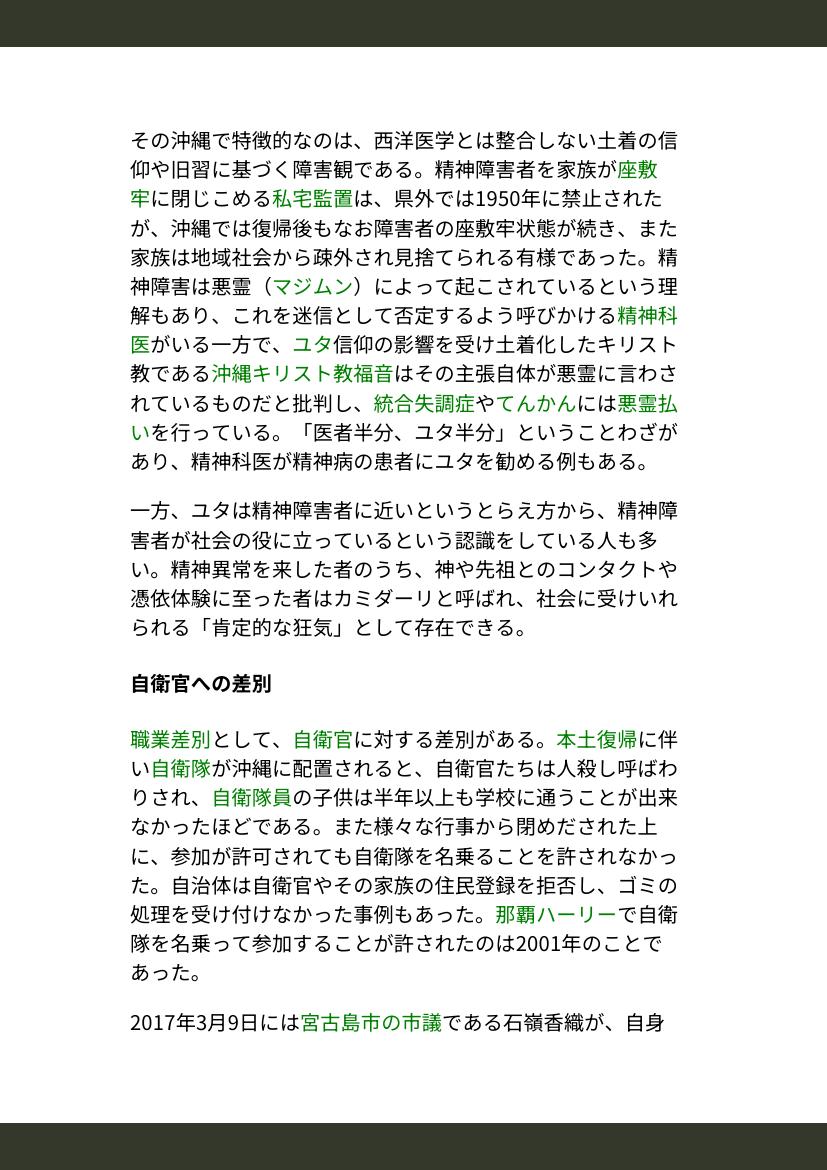 その沖縄で特徴的なのは、西洋医学とは整合しない土着の信
仰や旧習に基づく障害観である。精神障害者を家族が座敷
牢に閉じこめる私宅監置は、県外では1950年に禁止された
が、沖縄では復帰後もなお障害者の座敷牢状態が続き、また
家族は地域社会から疎外され見捨てられる有様であった。精
神障害は悪霊（マジムン）によって起こされているという理
解もあり、これを迷信として否定するよう呼びかける精神科
医がいる一方で、ユタ信仰の影響を受け土着化したキリスト
教である沖縄キリスト教福音はその主張自体が悪霊に言わさ
れているものだと批判し、統合失調症やてんかんには悪霊払
いを行っている。「医者半分、ユタ半分」ということわざが
あり、精神科医が精神病の患者にユタを勧める例もある。
一方、ユタは精神障害者に近いというとらえ方から、精神障
害者が社会の役に立っているという認識をしている人も多
い。精神異常を来した者のうち、神や先祖とのコンタクトや
憑依体験に至った者はカミダーリと呼ばれ、社会に受けいれ
られる「肯定的な狂気」として存在できる。
自衛官への差別
職業差別として、自衛官に対する差別がある。本土復帰に伴
い自衛隊が沖縄に配置されると、自衛官たちは人殺し呼ばわ
りされ、自衛隊員の子供は半年以上も学校に通うことが出来
なかったほどである。また様々な行事から閉めだされた上
に、参加が許可されても自衛隊を名乗ることを許されなかっ
た。自治体は自衛官やその家族の住民登録を拒否し、ゴミの
処理を受け付けなかった事例もあった。那覇ハーリーで自衛
隊を名乗って参加することが許されたのは2001年のことで
あった。
2017年3月9日には宮古島市の市議である石嶺香織が、自身